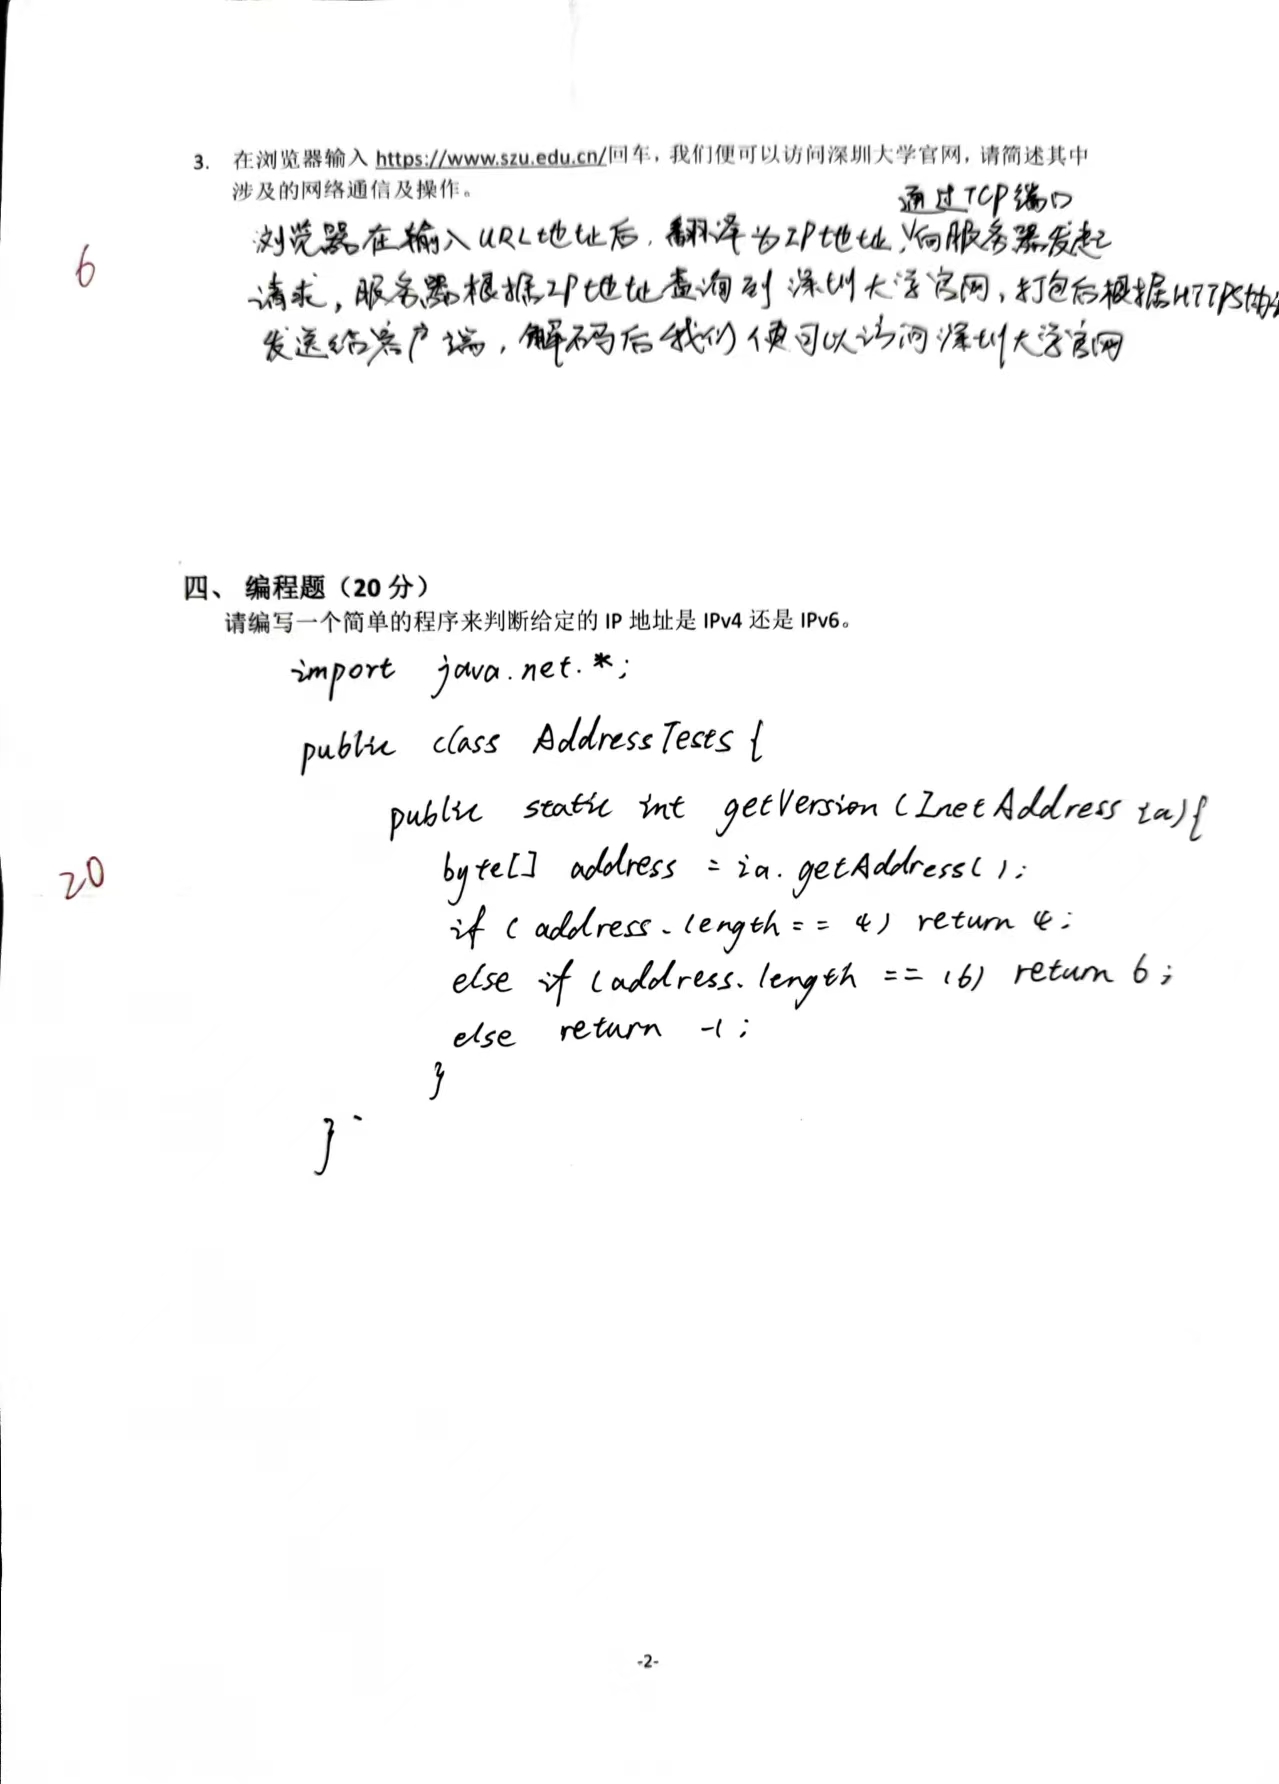 3. 在浏览器输入 https://www.szu.edu.cn/回车，我们便可以访问深圳大学官网，请简述其中
涉及的网络通信及操作。
通过TCP端口
浏览器在输入URL地址后，翻译为IP地址，向服务器发起
6
请求，服务器根据IP地址查询到深圳大学官网，打包后根据HTTPS协议
发送给客户端，解码后我们便可以访问深圳大学官网
四、 编程题（20 分）
请编写一个简单的程序来判断给定的 IP 地址是 IPv4 还是 IPv6。
import java.net.*;
public class AddressTests {
public static int getVersion (InetAddress ia){
20
byte[] address = ia.getAddress();
if (address.length == 4) return 4;
else if (address.length == 16) return 6;
else return -1;
}
}
-2-